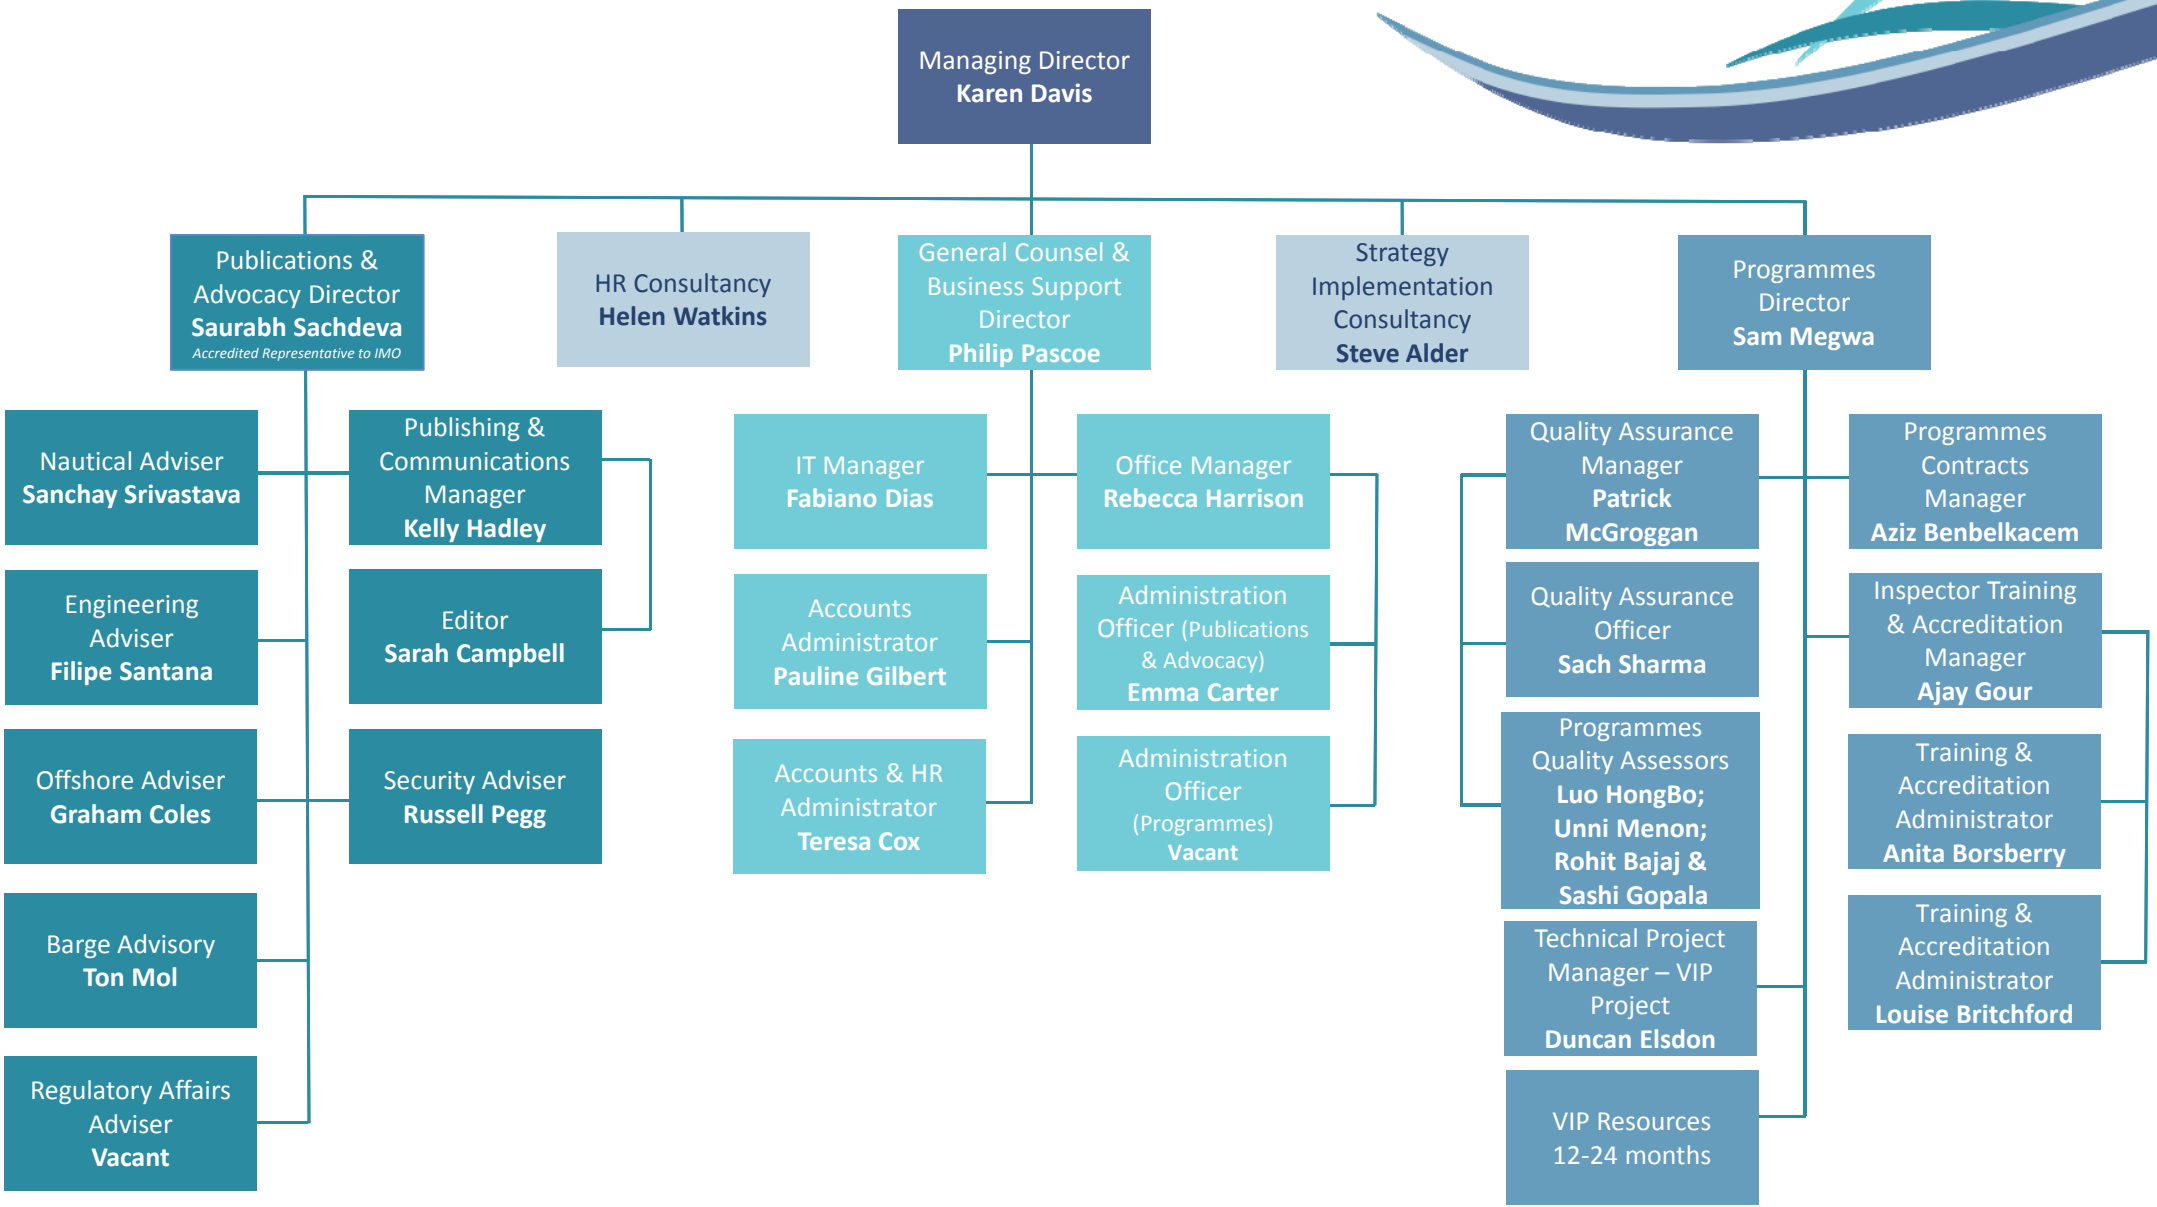 Managing Director
Karen Davis
Publications &
Advocacy Director
Saurabh Sachdeva
Accredited Representative to IMO
HR Consultancy
Helen Watkins
General Counsel &
Business Support
Director
Philip Pascoe
Strategy
Implementation
Consultancy
Steve Alder
Programmes
Director
Sam Megwa
Nautical Adviser
Sanchay Srivastava
Publishing &
Communications
Manager
Kelly Hadley
IT Manager
Fabiano Dias
Office Manager
Rebecca Harrison
Quality Assurance
Manager
Patrick
McGroggan
Programmes
Contracts
Manager
Aziz Benbelkacem
Engineering
Adviser
Filipe Santana
Editor
Sarah Campbell
Accounts
Administrator
Pauline Gilbert
Administration
Officer (Publications
& Advocacy)
Emma Carter
Quality Assurance
Officer
Sach Sharma
Inspector Training
& Accreditation
Manager
Ajay Gour
Offshore Adviser
Graham Coles
Security Adviser
Russell Pegg
Accounts & HR
Administrator
Teresa Cox
Administration
Officer
(Programmes)
Vacant
Programmes
Quality Assessors
Luo HongBo;
Unni Menon;
Rohit Bajaj &
Sashi Gopala
Training &
Accreditation
Administrator
Anita Borsberry
Barge Advisory
Ton Mol
Technical Project
Manager – VIP
Project
Duncan Elsdon
Training &
Accreditation
Administrator
Louise Britchford
Regulatory Affairs
Adviser
Vacant
VIP Resources
12-24 months